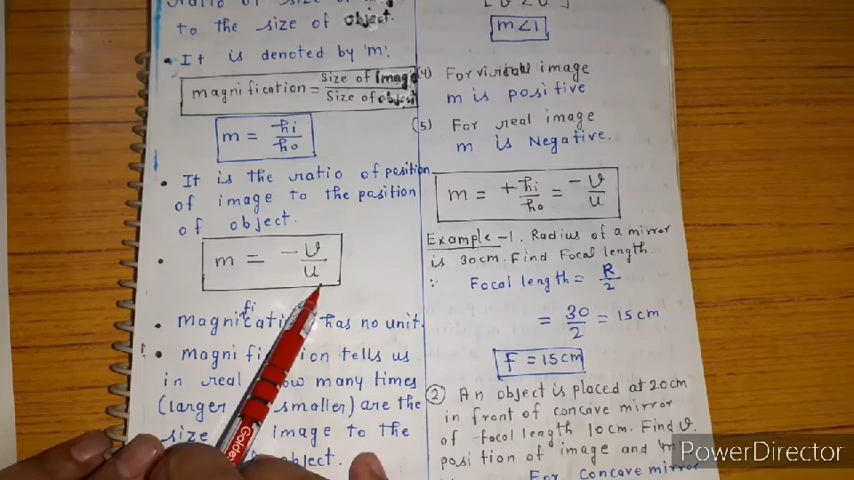 ratio of size of
to the size of object.
• It is denoted by 'm'.
magnification = Size of Image / Size of object
m = hi / ho
• It is the ratio of position
of image to the position
of object.
• m = - v / u
• Magnification has no unit.
• Magnification tells us
in real how many times
(larger smaller) are the
size image to the
object.
m<1
(4) For virtual image
m is positive
(5) For real image
m is Negative.
m = + hi / ho = - v / u
Example-1. Radius of a mirror
is 30cm. Find Focal length.
∵ Focal length = R / 2
= 30 / 2 = 15cm
f = 15cm
② An object is placed at 20cm
in front of concave mirror
of focal length 10cm. Find
position of image and 'm'
For Concave mirror
PowerDirector
Golde